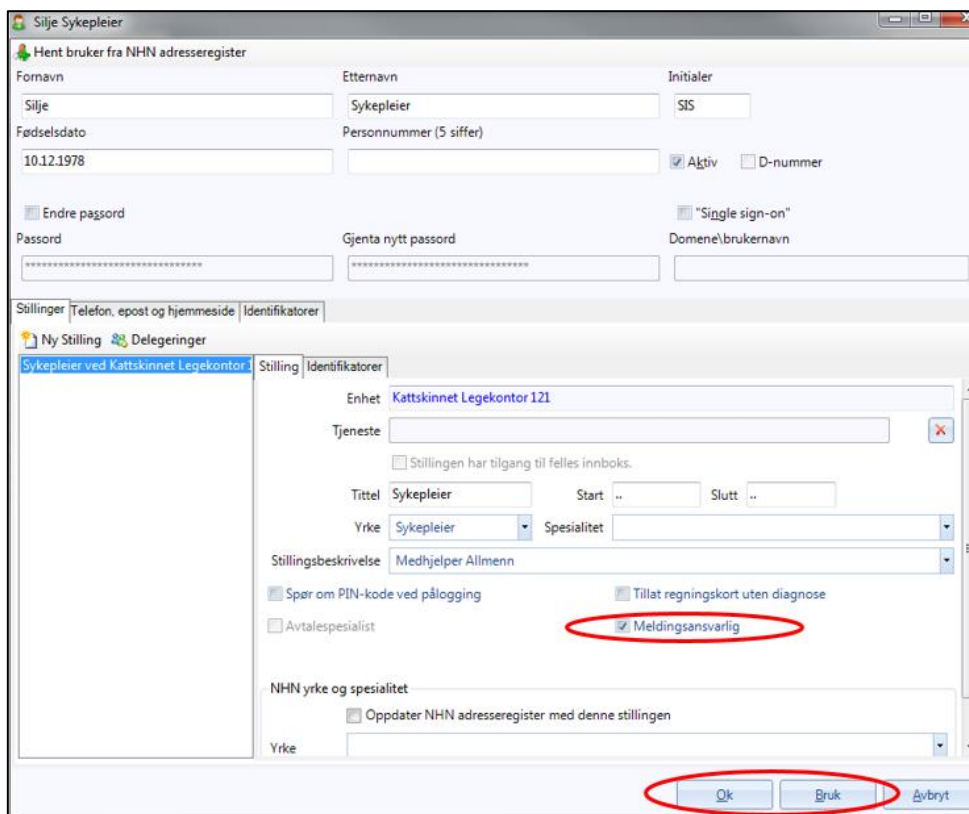 Silje Sykepleier
Hent bruker fra NHN adresseregister
Fornavn Etternavn Initialer
Silje Sykepleier SIS
Fødselsdato Personnummer (5 siffer)
10.12.1978 Aktiv D-nummer
Endre passord "Single sign-on"
Passord Gjenta nytt passord Domene\brukernavn
******************************** ********************************
Stillinger Telefon, epost og hjemmeside Identifikatorer
Ny Stilling Delegeringer
Sykepleier ved Kattskinnet Legekontor 1 Stilling Identifikatorer
Enhet Kattskinnet Legekontor 121
Tjeneste
Stillingen har tilgang til felles innboks.
Tittel Sykepleier Start .. Slutt ..
Yrke Sykepleier Spesialitet
Stillingsbeskrivelse Medhjelper Allmenn
Spør om PIN-kode ved pålogging Tillat regningskort uten diagnose
Avtalespesialist Meldingsansvarlig
NHN yrke og spesialitet
Oppdater NHN adresseregister med denne stillingen
Yrke
Ok Bruk Avbryt